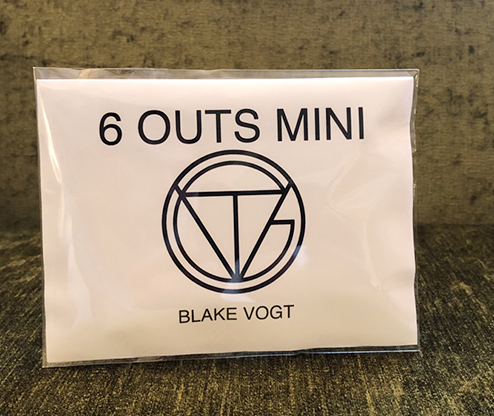 6 OUTS MINI
BLAKE VOGT